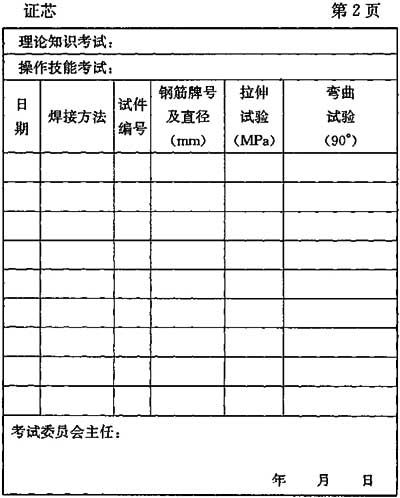 证芯 第2页
理论知识考试：
操作技能考试：
日期 焊接方法 试件编号 钢筋牌号及直径（mm） 拉伸试验（MPa） 弯曲试验（90°）
考试委员会主任：
年 月 日